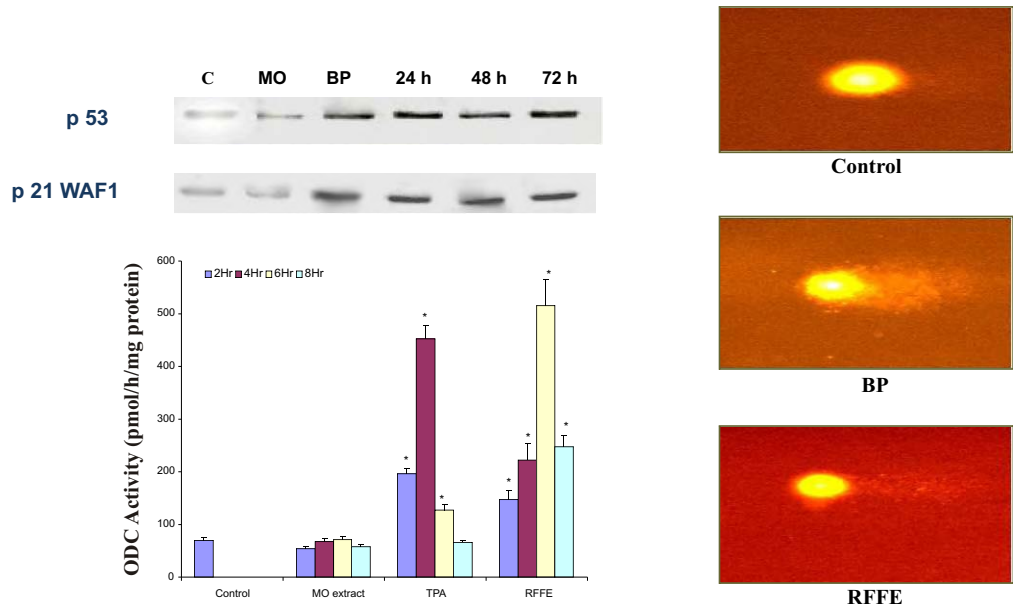 C MO BP 24 h 48 h 72 h
p 53
p 21 WAF1
ODC Activity (pmol/h/mg protein)
600
500
400
300
200
100
0
2Hr 4Hr 6Hr 8Hr
* * * * * * *
Control MO extract TPA RFFE
Control
BP
RFFE